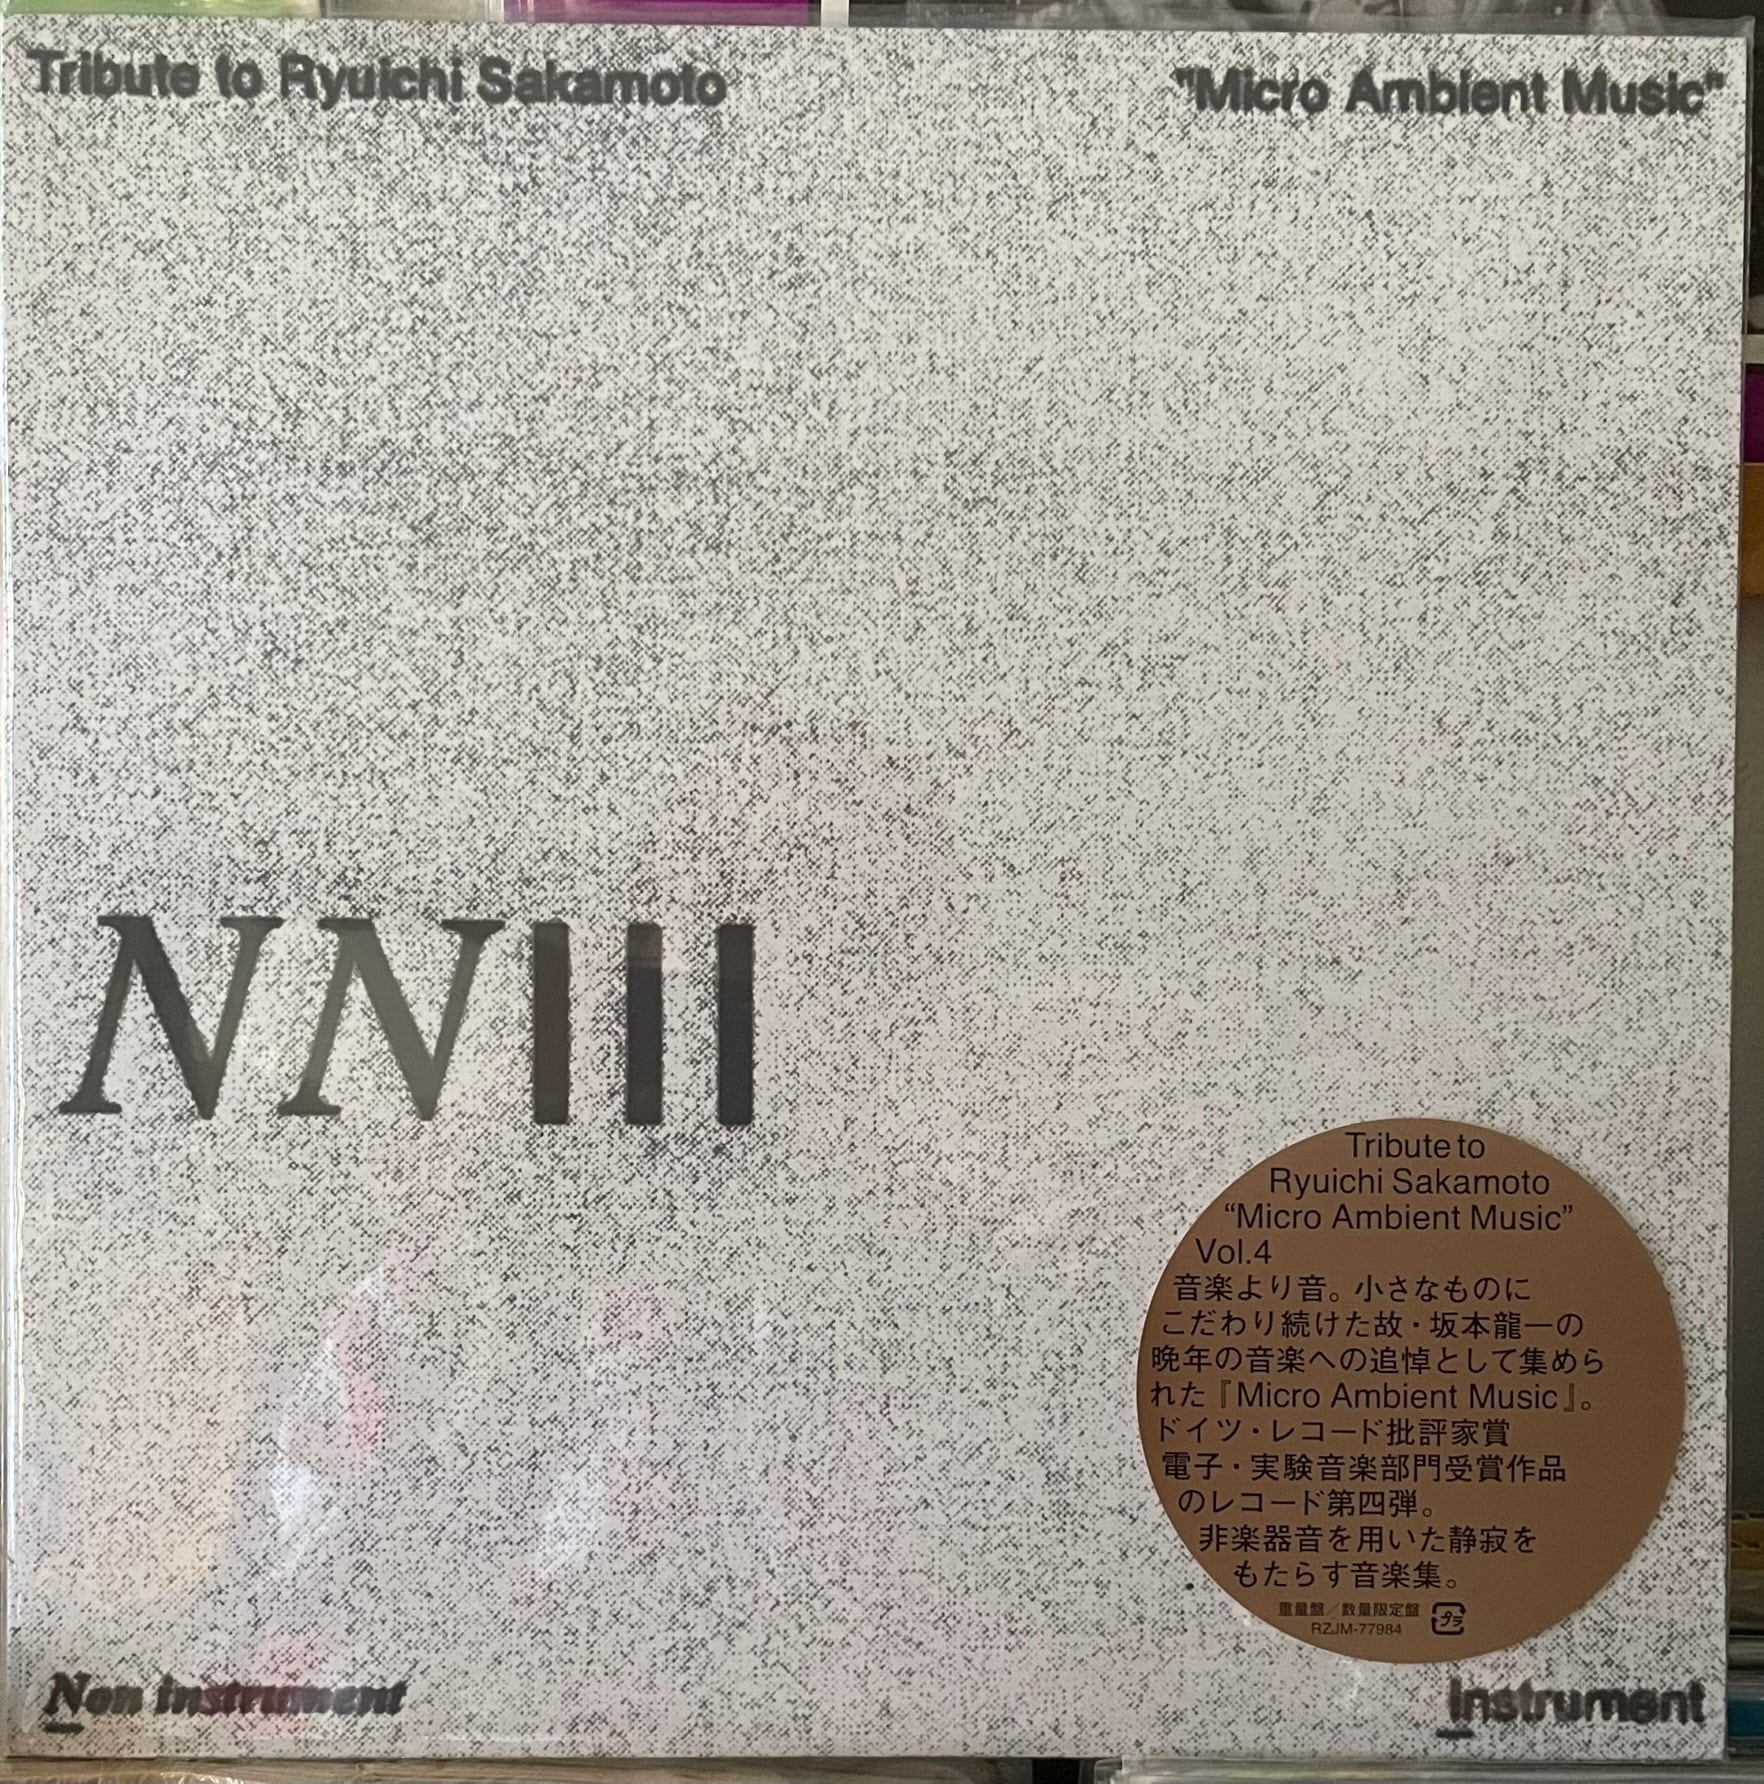 Tribute to Ryuichi Sakamoto
"Micro Ambient Music"
NNIII
Tribute to
Ryuichi Sakamoto
“Micro Ambient Music”
Vol.4
音楽より音。小さなものに
こだわり続けた故・坂本龍一の
晩年の音楽への追悼として集めら
れた『Micro Ambient Music』。
ドイツ・レコード批評家賞
電子・実験音楽部門受賞作品
のレコード第四弾。
非楽器音を用いた静寂を
もたらす音楽集。
重量盤／数量限定盤
RZJM-77984
プラ
Non instrument
Instrument